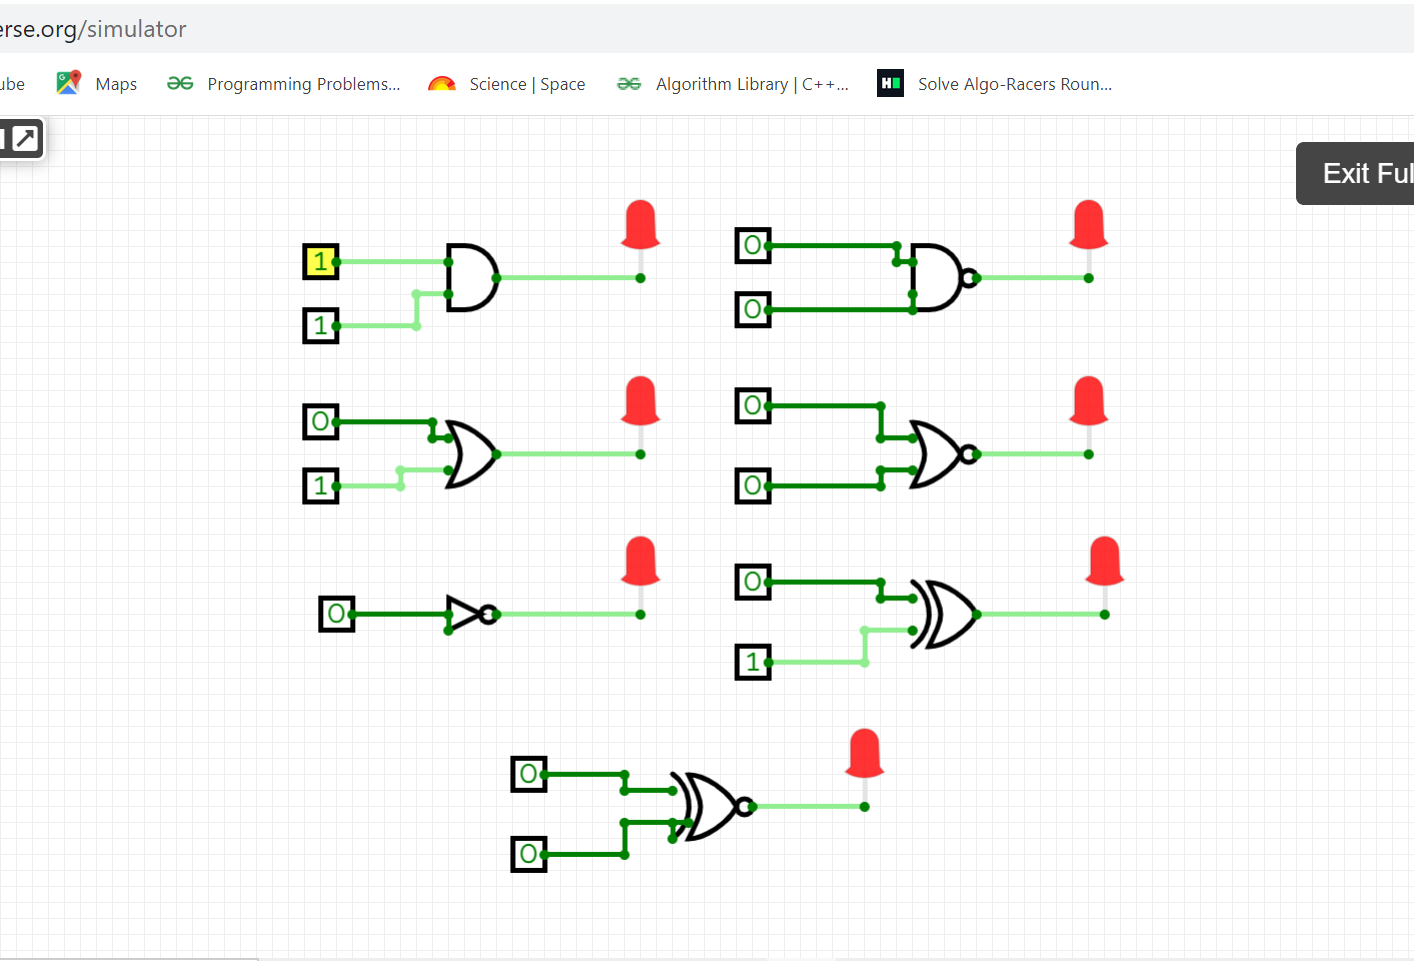 erse.org/simulator
ube Maps Programming Problems... Science | Space Algorithm Library | C++... Solve Algo-Racers Roun...
Exit Ful
1 0
1 0
0 0
1 0
0 0
1
0
0